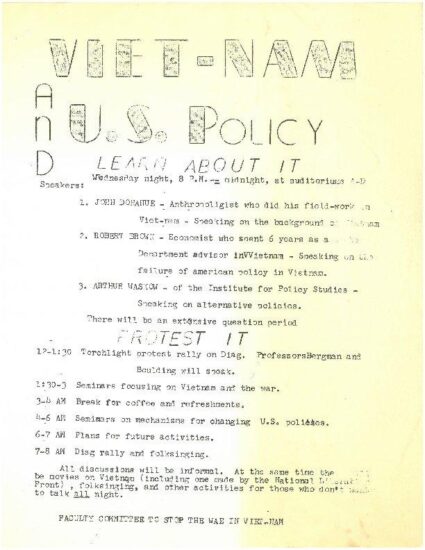 VIET-NAM
AND U.S. POLICY
LEARN ABOUT IT
Wednesday night, 8 P.M.-- midnight, at auditoriums A-D
Speakers:
1. JOHN DONAHUE - Anthropoligist who did his field-work in
Viet-nam - Speaking on the background of Vietnam
2. ROBERT BROWN - Economist who spent 6 years as a
Department advisor inVVietnam - Speaking on the
failure of american policy in Vietnam.
3. ARTHUR WASKOW - of the Institute for Policy Studies -
Speaking on alternative policies.
There will be an extensive question period
PROTEST IT
12-1:30 Torchlight protest rally on Diag. ProfessorsBergman and
Boulding will speak.
1:30-3 Seminars focusing on Vietnam and the war.
3-4 AM Break for coffee and refreshments.
4-6 AM Seminars on mechanisms for changing U.S. policies.
6-7 AM Plans for future activities.
7-8 AM Diag rally and folksinging.
All discussions will be informal. At the same time the
be movies on Vietnam (including one made by the National Liberation
Front) , folksinging, and other activities for those who don't want
to talk all night.
FACULTY COMMITTEE TO STOP THE WAR IN VIET-NAM